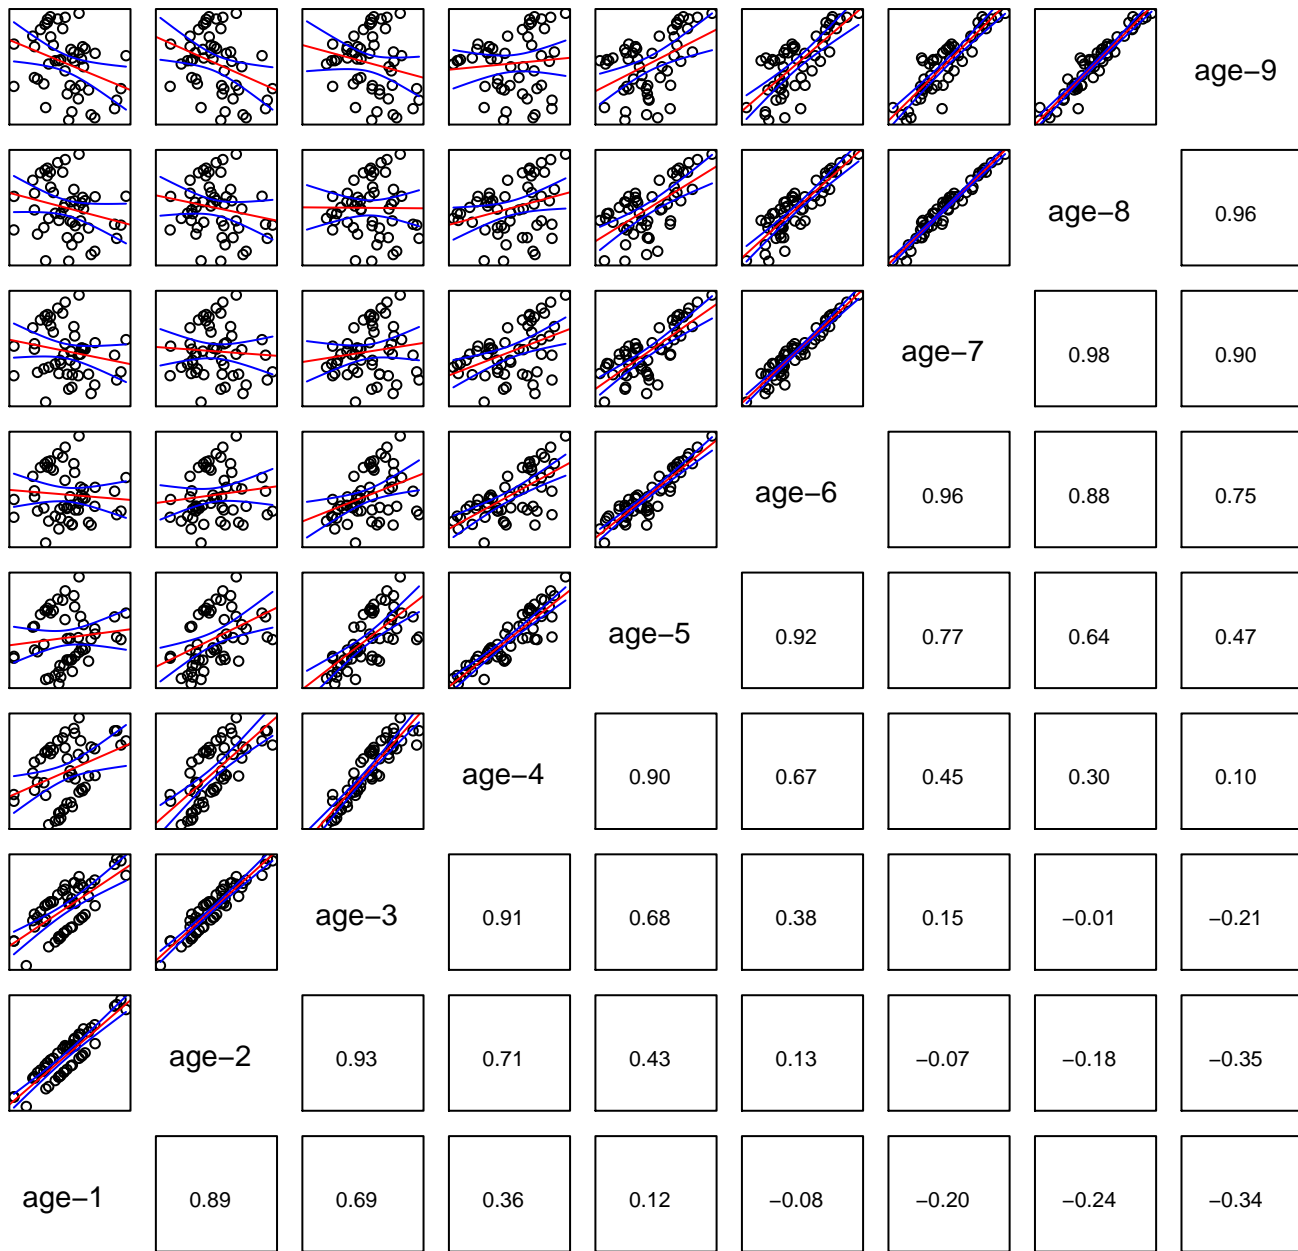 age−9
age−8 0.96
age−7 0.98 0.90
age−6 0.96 0.88 0.75
age−5 0.92 0.77 0.64 0.47
age−4 0.90 0.67 0.45 0.30 0.10
age−3 0.91 0.68 0.38 0.15 −0.01 −0.21
age−2 0.93 0.71 0.43 0.13 −0.07 −0.18 −0.35
age−1 0.89 0.69 0.36 0.12 −0.08 −0.20 −0.24 −0.34